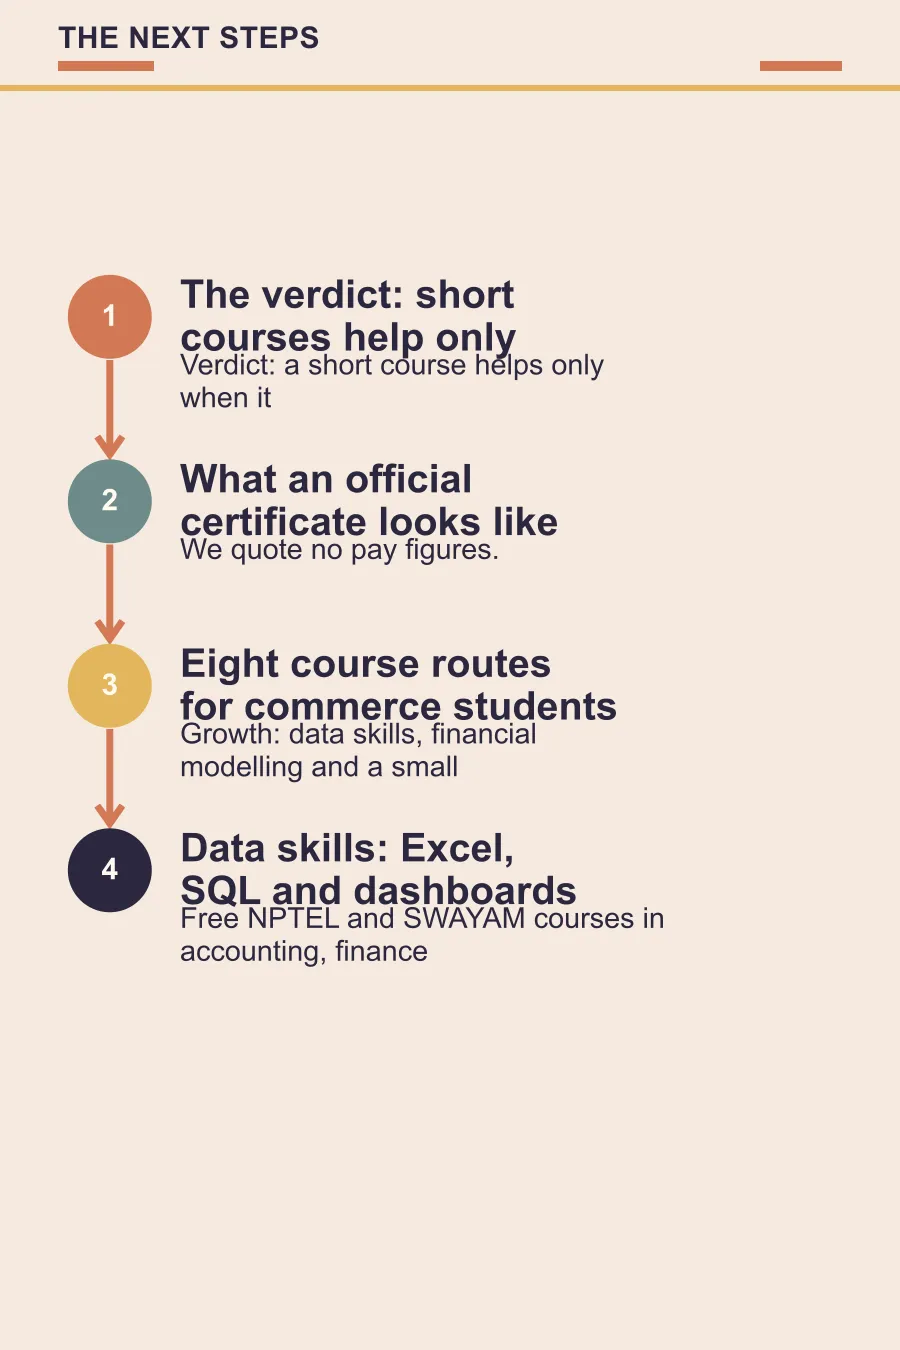 THE NEXT STEPS
1
The verdict: short
courses help only
Verdict: a short course helps only
when it
2
What an official
certificate looks like
We quote no pay figures.
3
Eight course routes
for commerce students
Growth: data skills, financial
modelling and a small
4
Data skills: Excel,
SQL and dashboards
Free NPTEL and SWAYAM courses in
accounting, finance